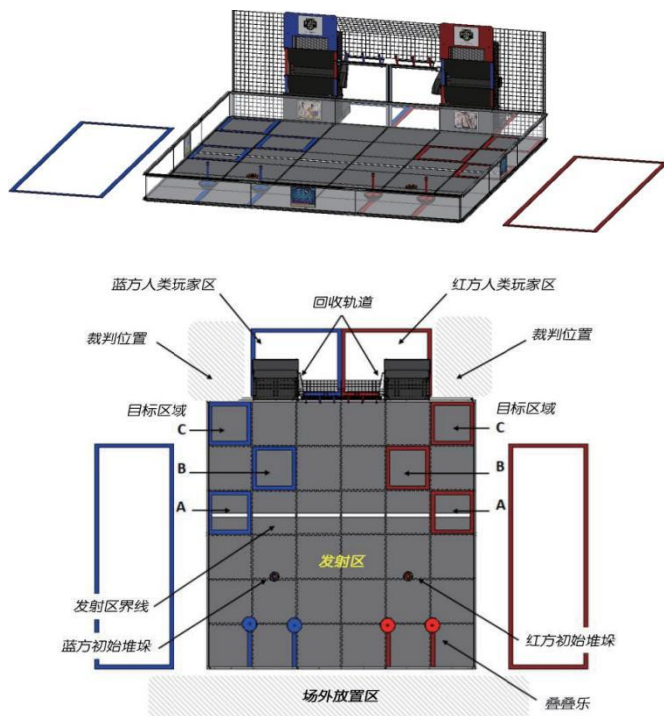 蓝方人类玩家区
回收轨道
红方人类玩家区
裁判位置
裁判位置
目标区域
目标区域
C
C
B
B
A
A
发射区
发射区界线
蓝方初始堆垛
红方初始堆垛
场外放置区
叠叠乐